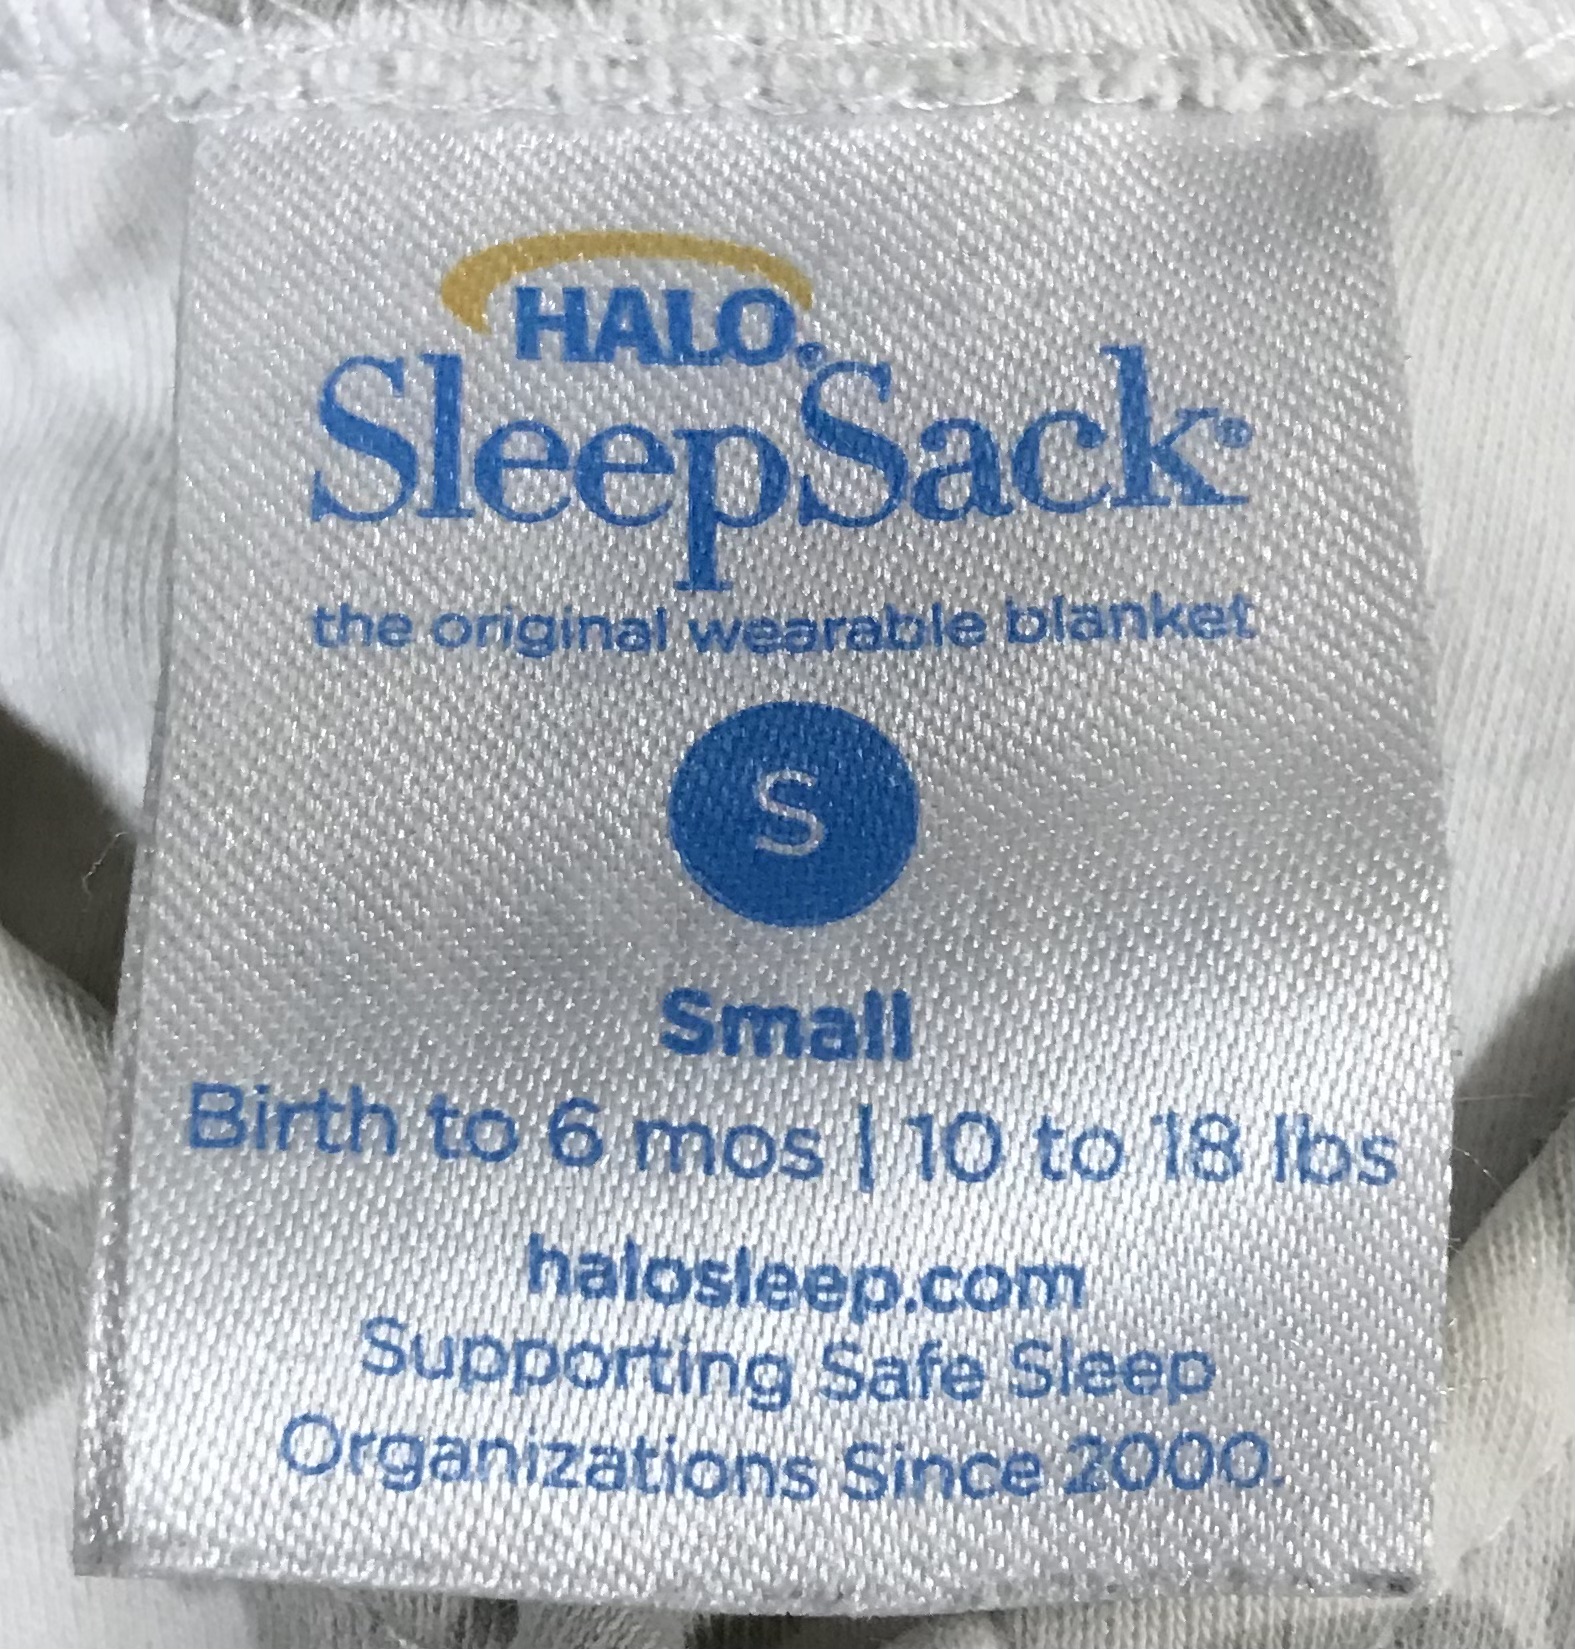 HALO®
SleepSack®
the original wearable blanket
S
Small
Birth to 6 mos | 10 to 18 lbs
halosleep.com
Supporting Safe Sleep
Organizations Since 2000.